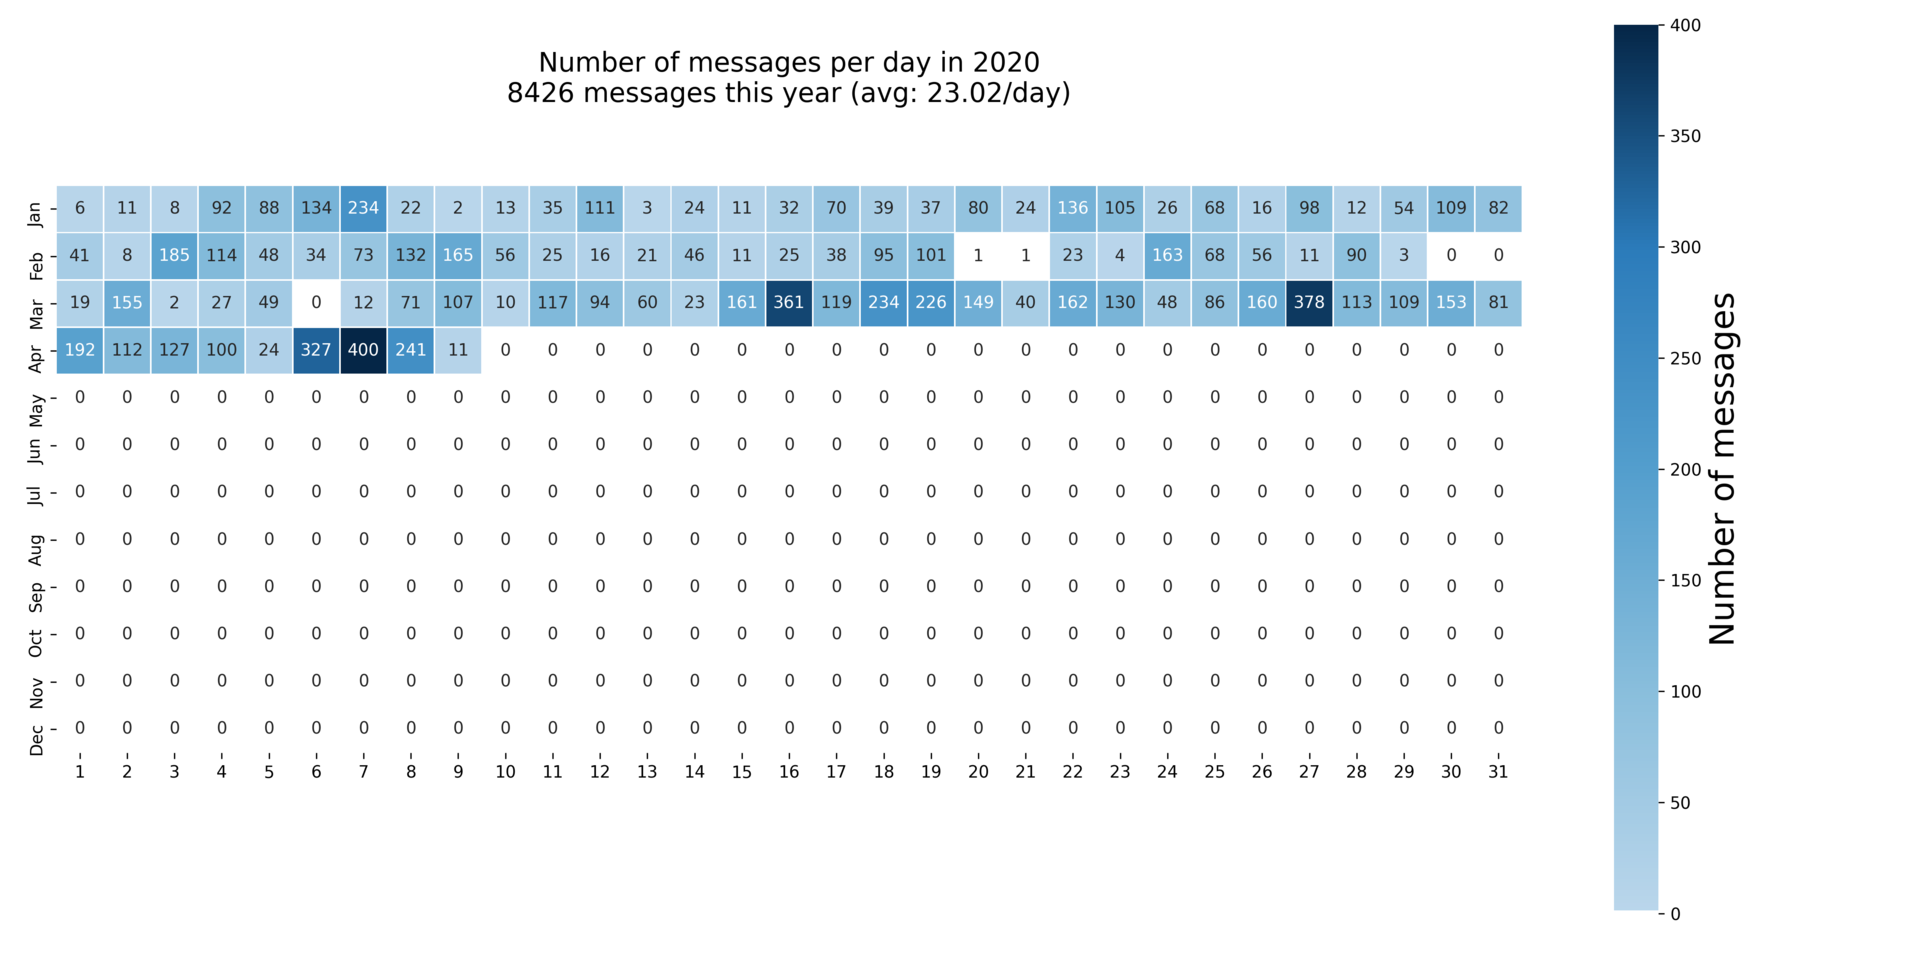 Number of messages per day in 2020
8426 messages this year (avg: 23.02/day)
Jan 6 11 8 92 88 134 234 22 2 13 35 111 3 24 11 32 70 39 37 80 24 136 105 26 68 16 98 12 54 109 82
Feb 41 8 185 114 48 34 73 132 165 56 25 16 21 46 11 25 38 95 101 1 1 23 4 163 68 56 11 90 3 0 0
Mar 19 155 2 27 49 0 12 71 107 10 117 94 60 23 161 361 119 234 226 149 40 162 130 48 86 160 378 113 109 153 81
Apr 192 112 127 100 24 327 400 241 11 0 0 0 0 0 0 0 0 0 0 0 0 0 0 0 0 0 0 0 0 0 0
May 0 0 0 0 0 0 0 0 0 0 0 0 0 0 0 0 0 0 0 0 0 0 0 0 0 0 0 0 0 0 0
Jun 0 0 0 0 0 0 0 0 0 0 0 0 0 0 0 0 0 0 0 0 0 0 0 0 0 0 0 0 0 0 0
Jul 0 0 0 0 0 0 0 0 0 0 0 0 0 0 0 0 0 0 0 0 0 0 0 0 0 0 0 0 0 0 0
Aug 0 0 0 0 0 0 0 0 0 0 0 0 0 0 0 0 0 0 0 0 0 0 0 0 0 0 0 0 0 0 0
Sep 0 0 0 0 0 0 0 0 0 0 0 0 0 0 0 0 0 0 0 0 0 0 0 0 0 0 0 0 0 0 0
Oct 0 0 0 0 0 0 0 0 0 0 0 0 0 0 0 0 0 0 0 0 0 0 0 0 0 0 0 0 0 0 0
Nov 0 0 0 0 0 0 0 0 0 0 0 0 0 0 0 0 0 0 0 0 0 0 0 0 0 0 0 0 0 0 0
Dec 0 0 0 0 0 0 0 0 0 0 0 0 0 0 0 0 0 0 0 0 0 0 0 0 0 0 0 0 0 0 0
1 2 3 4 5 6 7 8 9 10 11 12 13 14 15 16 17 18 19 20 21 22 23 24 25 26 27 28 29 30 31
400
350
300
250
200
150
100
50
0
Number of messages